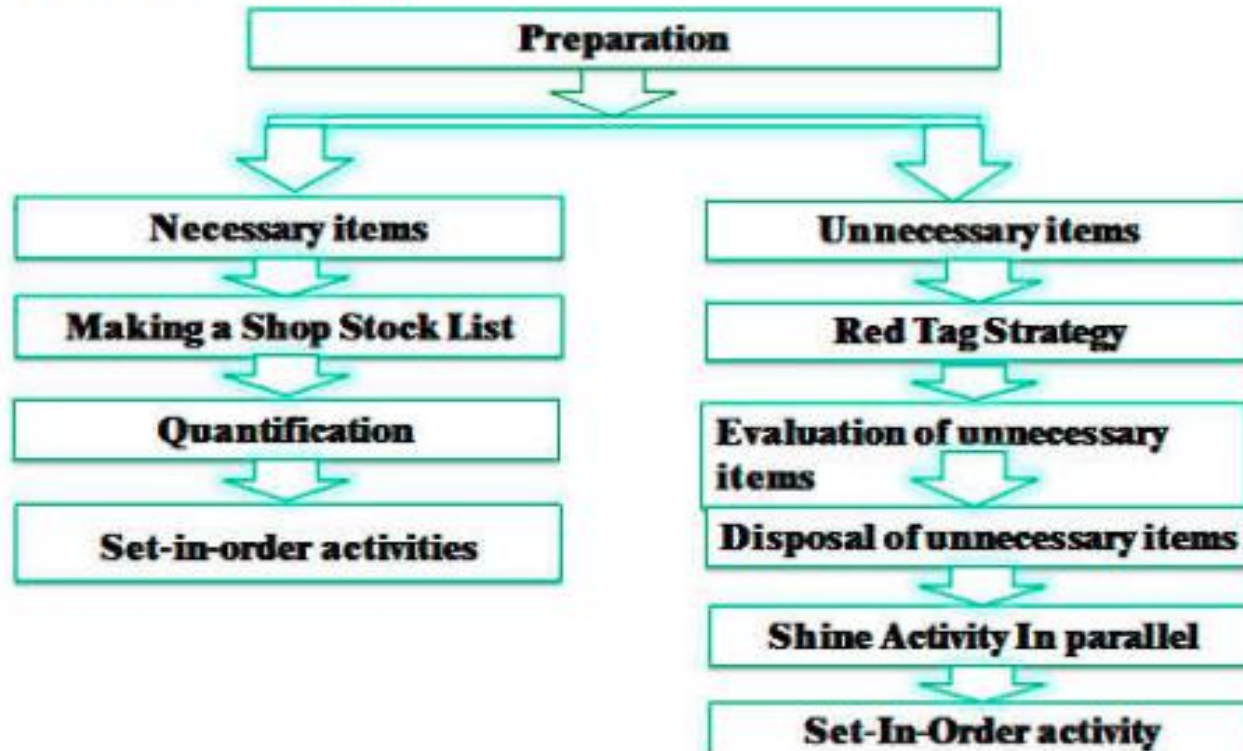 Preparation
Necessary items
Making a Shop Stock List
Quantification
Set-in-order activities
Unnecessary items
Red Tag Strategy
Evaluation of unnecessary
items
Disposal of unnecessary items
Shine Activity In parallel
Set-In-Order activity